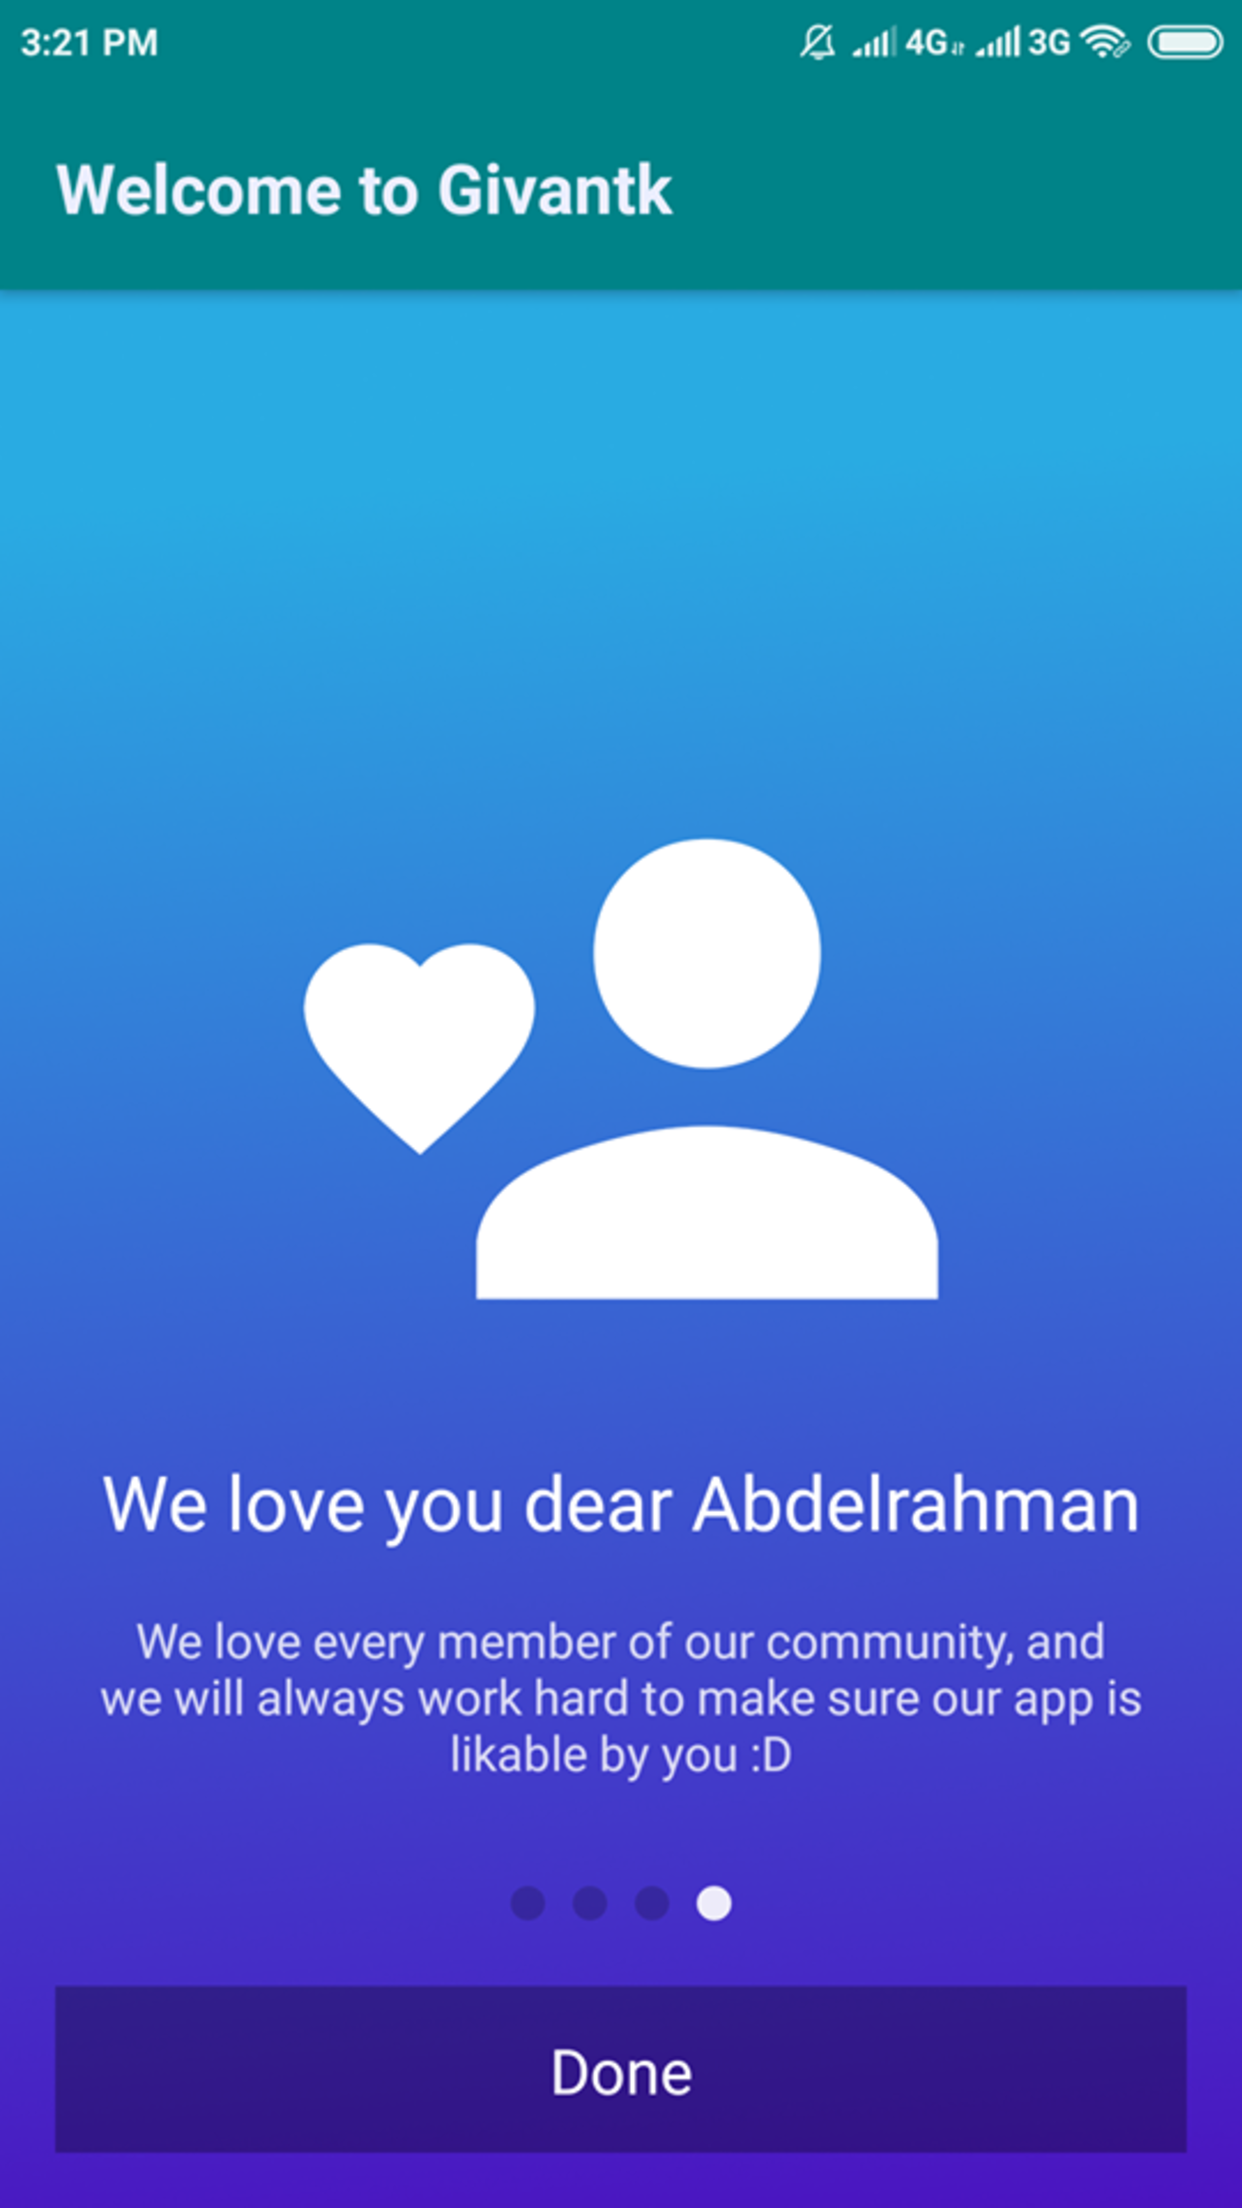 3:21 PM
4G 3G
Welcome to Givantk
We love you dear Abdelrahman
We love every member of our community, and
we will always work hard to make sure our app is
likable by you :D
Done